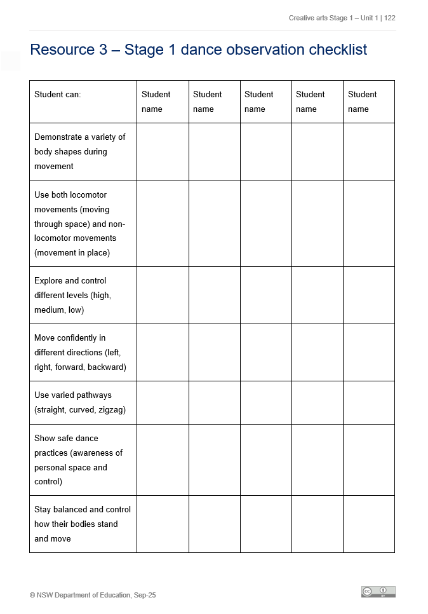 Creative arts Stage 1 – Unit 1 | 122
Resource 3 – Stage 1 dance observation checklist
Student can:
Student name
Student name
Student name
Student name
Student name
Demonstrate a variety of
body shapes during
movement
Use both locomotor
movements (moving
through space) and non-
locomotor movements
(movement in place)
Explore and control
different levels (high,
medium, low)
Move confidently in
different directions (left,
right, forward, backward)
Use varied pathways
(straight, curved, zigzag)
Show safe dance
practices (awareness of
personal space and
control)
Stay balanced and control
how their bodies stand
and move
© NSW Department of Education, Sep-25